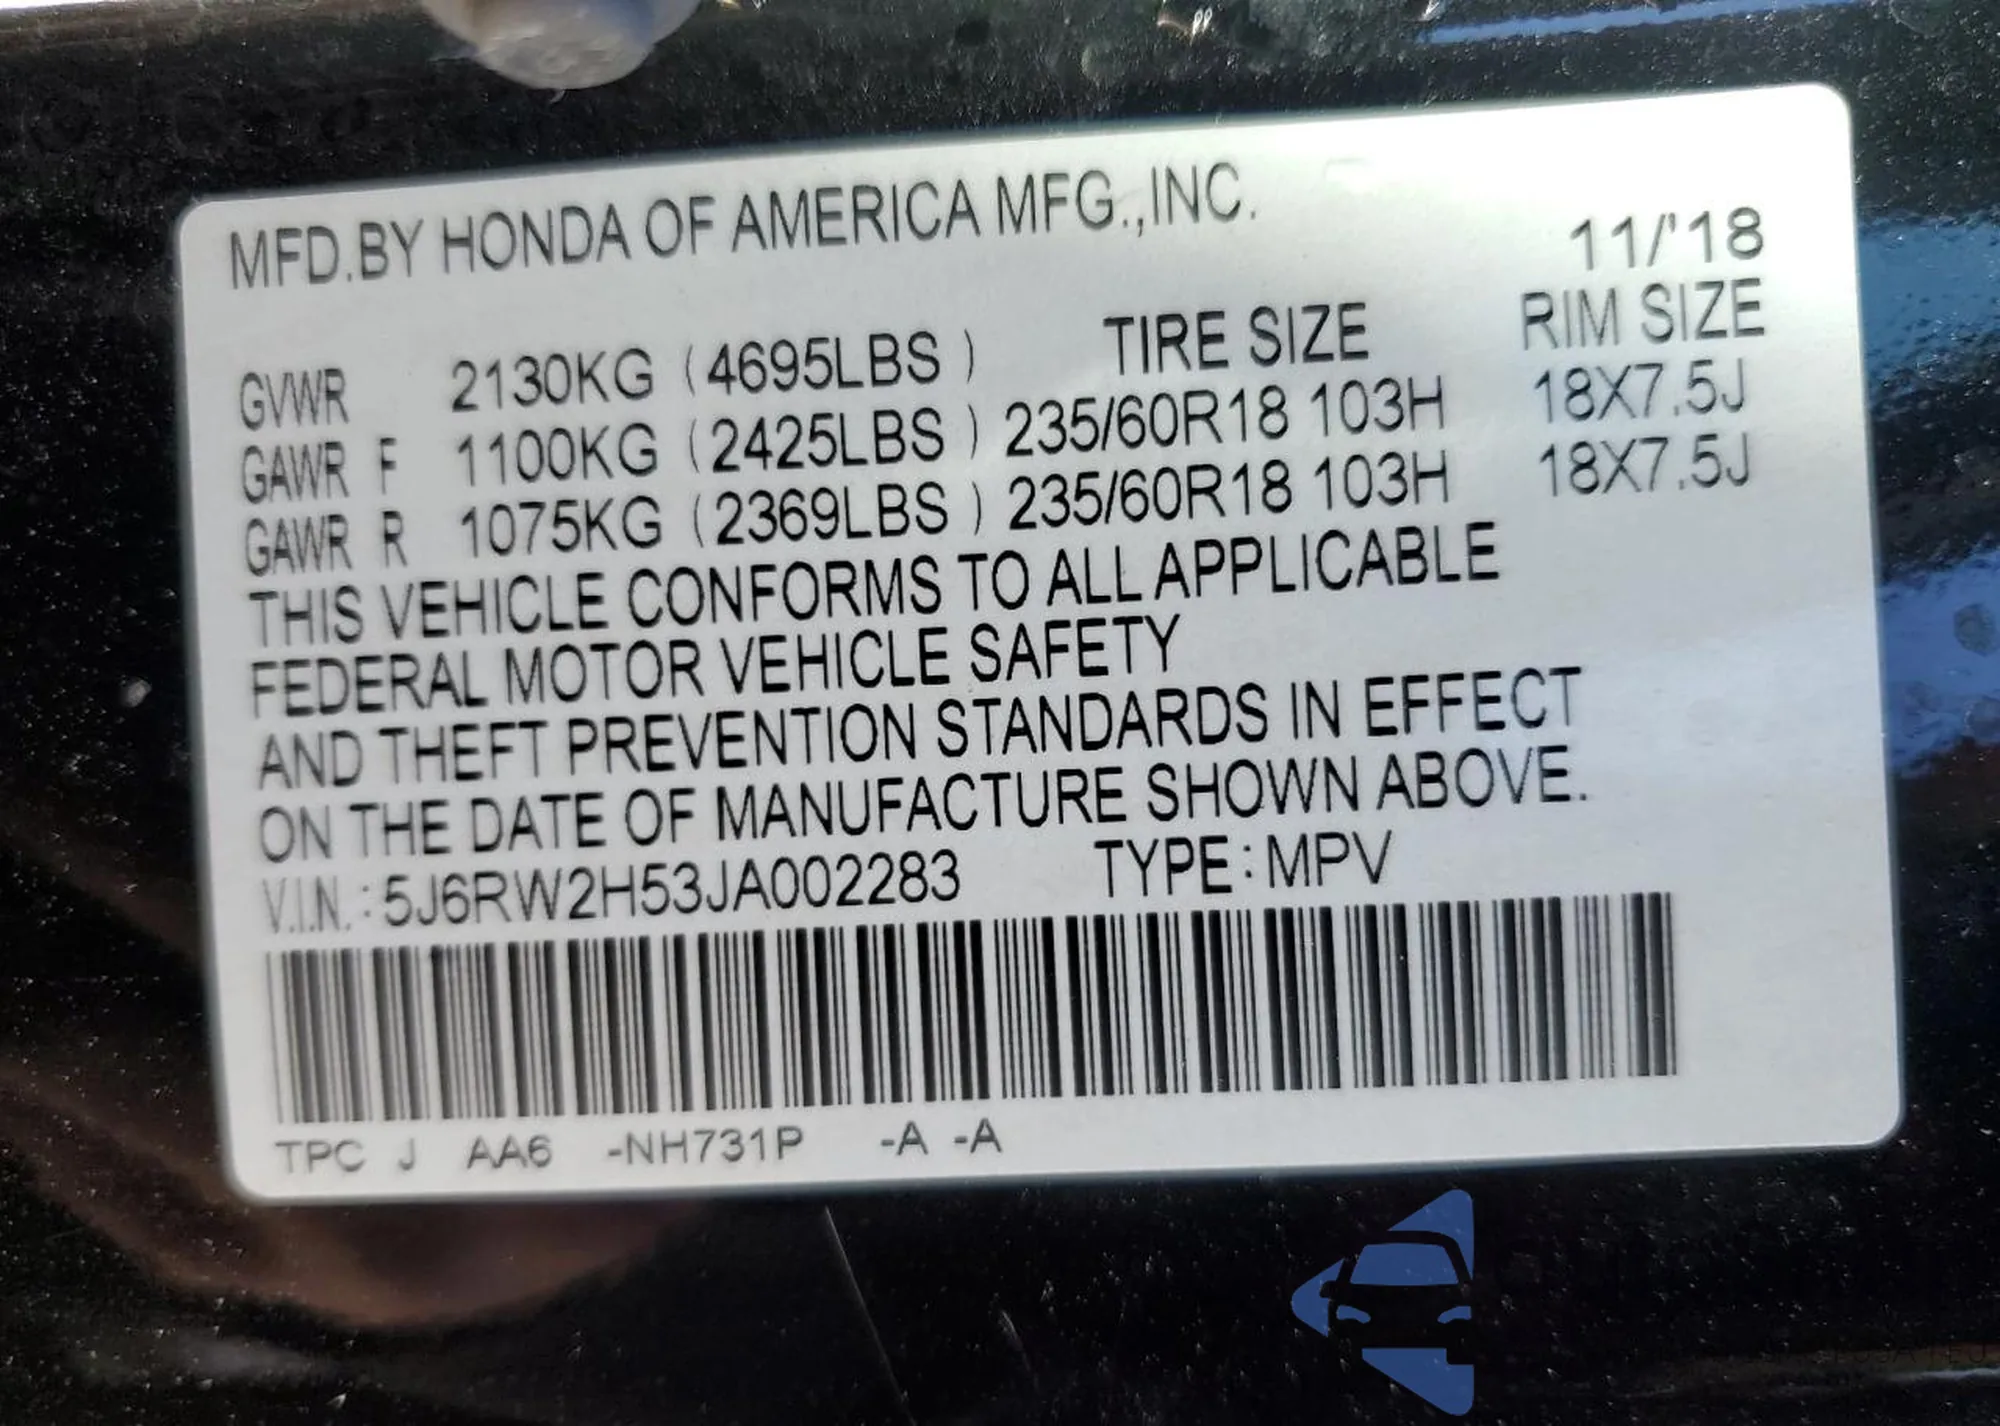 MFD.BY HONDA OF AMERICA MFG.,INC.
11/'18
TIRE SIZE RIM SIZE
GVWR 2130KG (4695LBS )
GAWR F 1100KG (2425LBS ) 235/60R18 103H 18X7.5J
GAWR R 1075KG (2369LBS ) 235/60R18 103H 18X7.5J
THIS VEHICLE CONFORMS TO ALL APPLICABLE
FEDERAL MOTOR VEHICLE SAFETY
AND THEFT PREVENTION STANDARDS IN EFFECT
ON THE DATE OF MANUFACTURE SHOWN ABOVE.
V.I.N.: 5J6RW2H53JA002283 TYPE: MPV
TPC J AA6 -NH731P -A -A